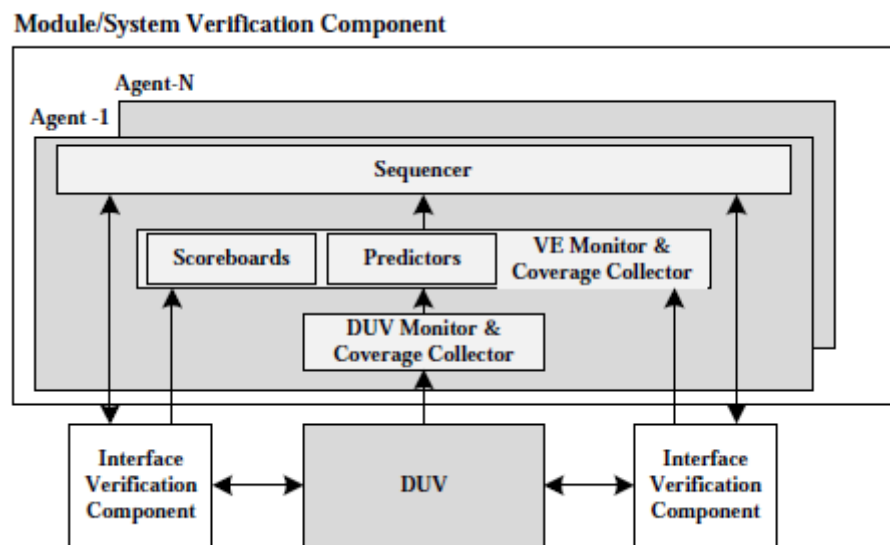 Module/System Verification Component
Agent-N
Agent -1
Sequencer
Scoreboards
Predictors
VE Monitor &
Coverage Collector
DUV Monitor &
Coverage Collector
Interface
Verification
Component
DUV
Interface
Verification
Component